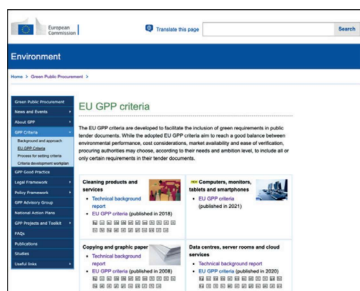 European
Commission
Translate this page
Search
Environment
Home > Green Public Procurement >
Green Public Procurement
News and Events
About GPP
GPP Criteria
Background and approach
EU GPP Criteria
Process for setting criteria
Criteria development workplan
GPP Good Practice
Legal Framework
Policy Framework
GPP Advisory Group
National Action Plans
GPP Projects and Toolkit
FAQs
Publications
Studies
Useful links
EU GPP criteria
The EU GPP criteria are developed to facilitate the inclusion of green requirements in public
tender documents. While the adopted EU GPP criteria aim to reach a good balance between
environmental performance, cost considerations, market availability and ease of verification,
procuring authorities may choose, according to their needs and ambition level, to include all or
only certain requirements in their tender documents.
Cleaning products and
services
• Technical background
report
• EU GPP criteria (published in 2018)
Computers, monitors,
tablets and smartphones
• EU GPP criteria
(published in 2021)
Copying and graphic paper
• Technical background
report
• EU GPP criteria (published in 2008)
Data centres, server rooms and cloud
services
• Technical background report
• EU GPP criteria (published in 2020)